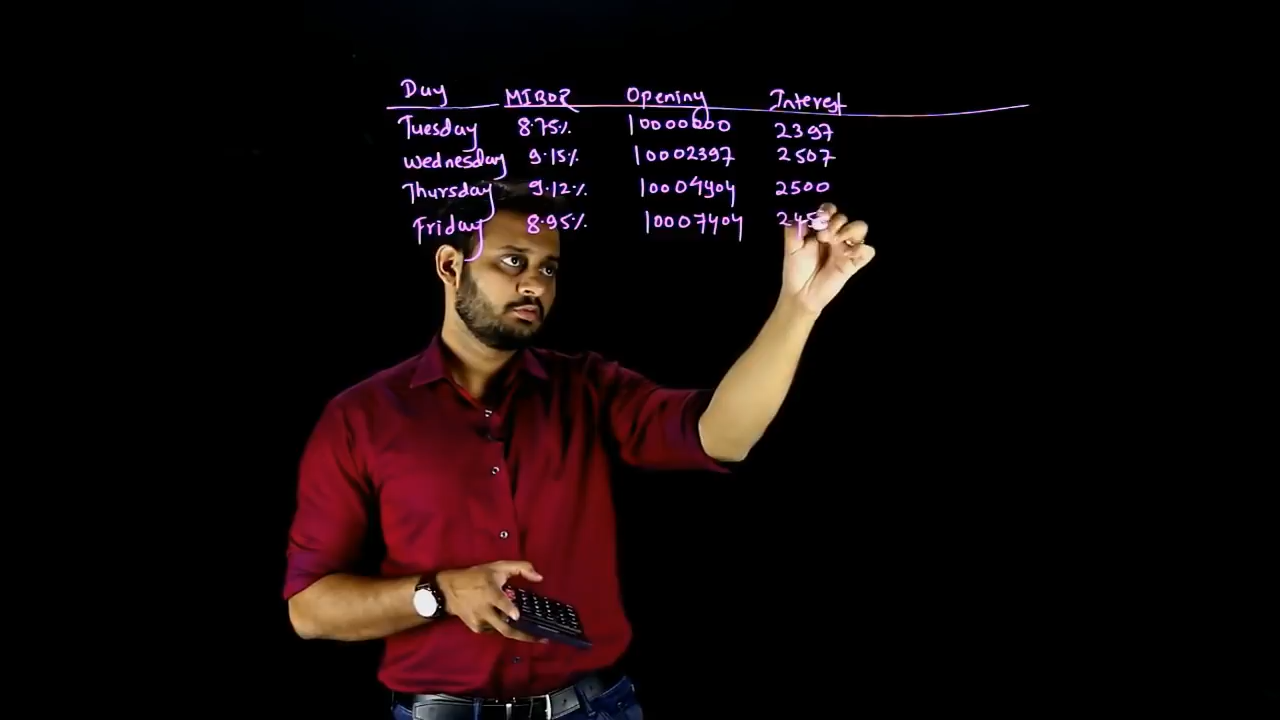 Day MIBOR Opening Interest
Tuesday 8.75% 10000000 2397
Wednesday 9.15% 10002397 2507
Thursday 9.12% 10004904 2500
Friday 8.95% 10007404